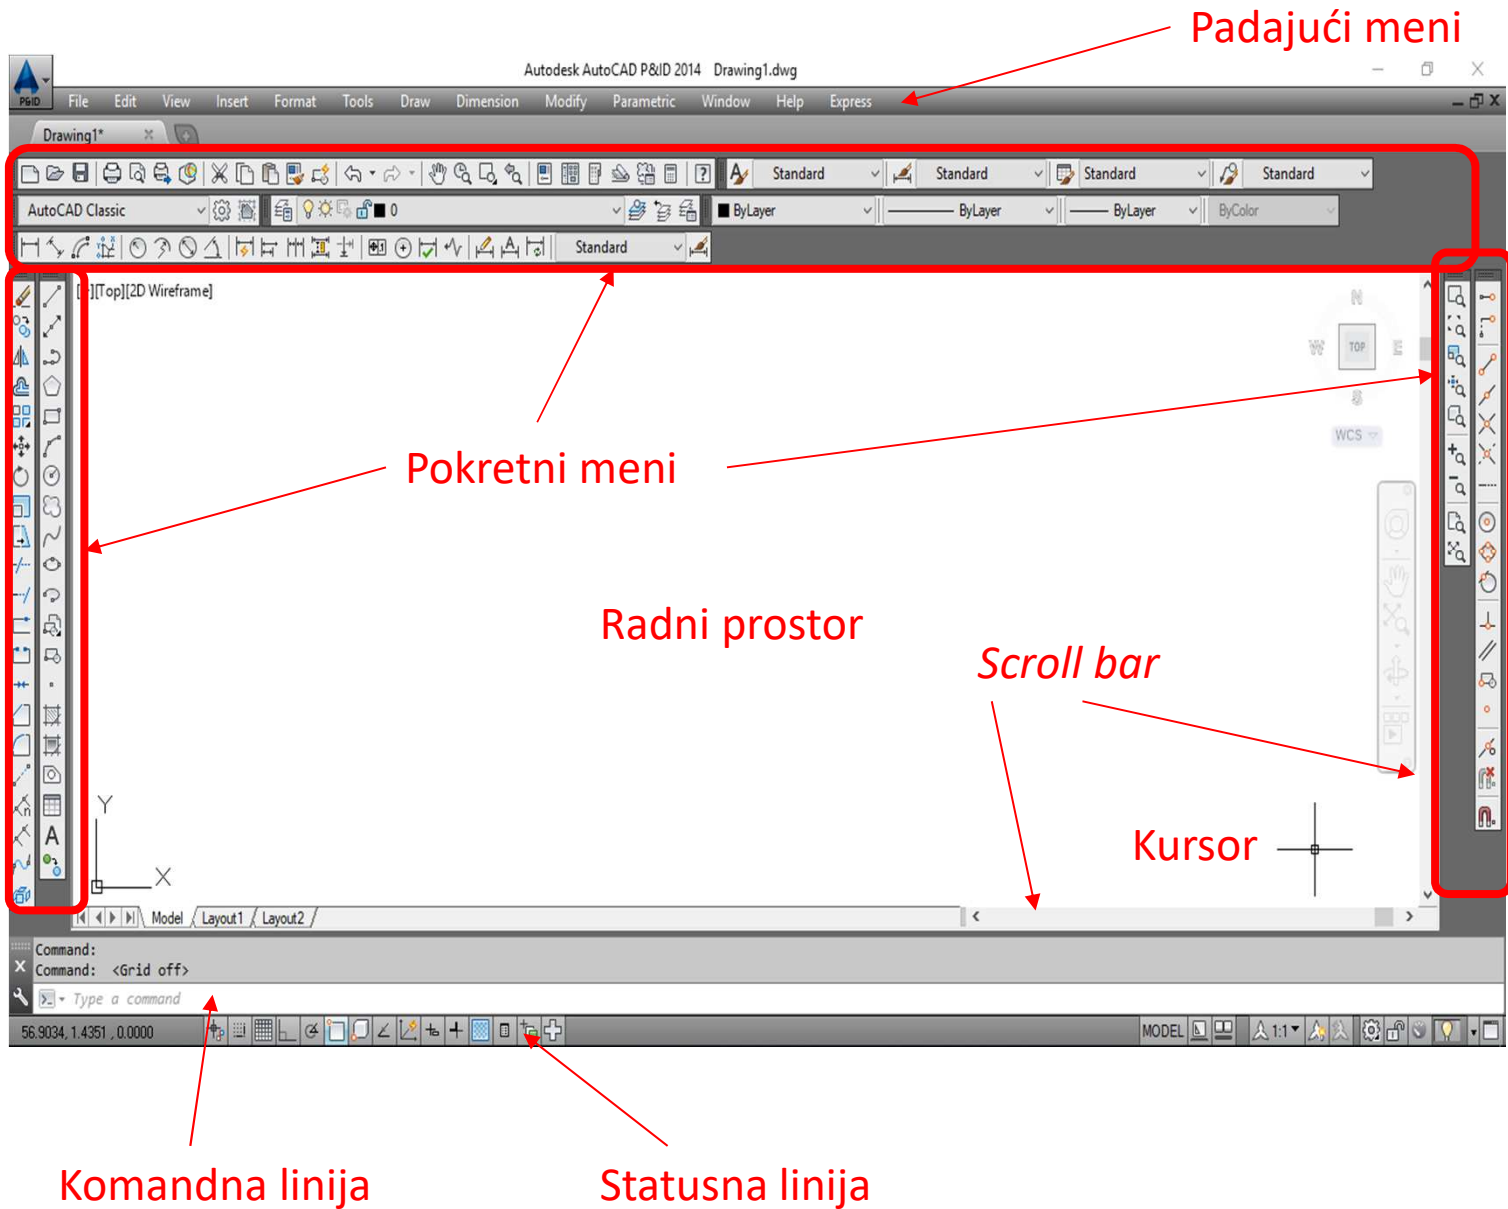 Padajući meni
Autodesk AutoCAD P&ID 2014 Drawing1.dwg
P&ID File Edit View Insert Format Tools Draw Dimension Modify Parametric Window Help Express
Drawing1*
Standard Standard Standard Standard
AutoCAD Classic 0 ByLayer ByLayer ByLayer ByColor
Standard
[-][Top][2D Wireframe]
N
W TOP E
S
WCS
Pokretni meni
Radni prostor
Scroll bar
Kursor
Y
X
Model Layout1 Layout2
Command:
Command: <Grid off>
Type a command
56.9034, 1.4351 , 0.0000 MODEL 1:1
Komandna linija Statusna linija